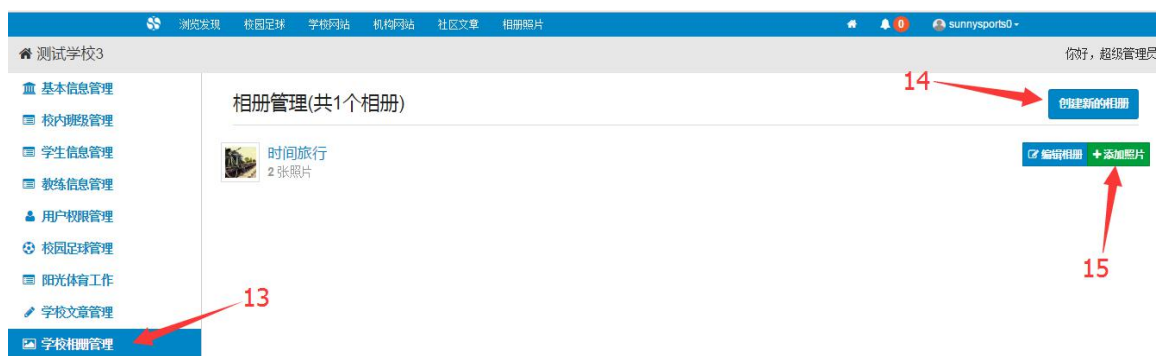 浏览发现 校园足球 学校网站 机构网站 社区文章 相册照片 0 sunnysports0
测试学校3 你好，超级管理员
基本信息管理
校内班级管理
学生信息管理
教练信息管理
用户权限管理
校园足球管理
阳光体育工作
学校文章管理
学校相册管理
13
相册管理(共1个相册)
14
创建新的相册
时间旅行
2 张照片
编辑相册 +添加照片
15